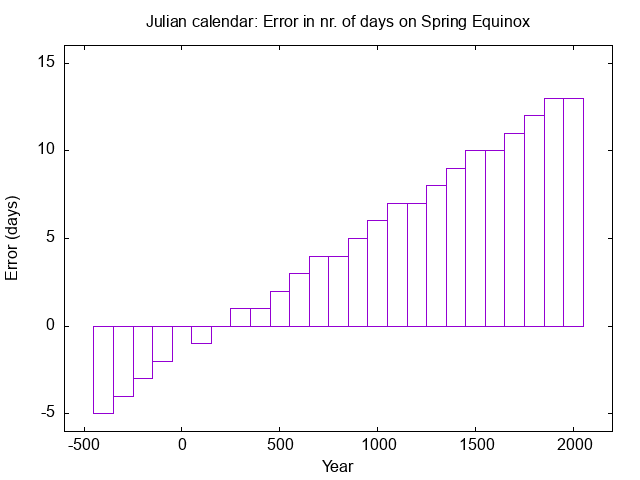 Julian calendar: Error in nr. of days on Spring Equinox
15
10
5
0
-5
Error (days)
-500 0 500 1000 1500 2000
Year